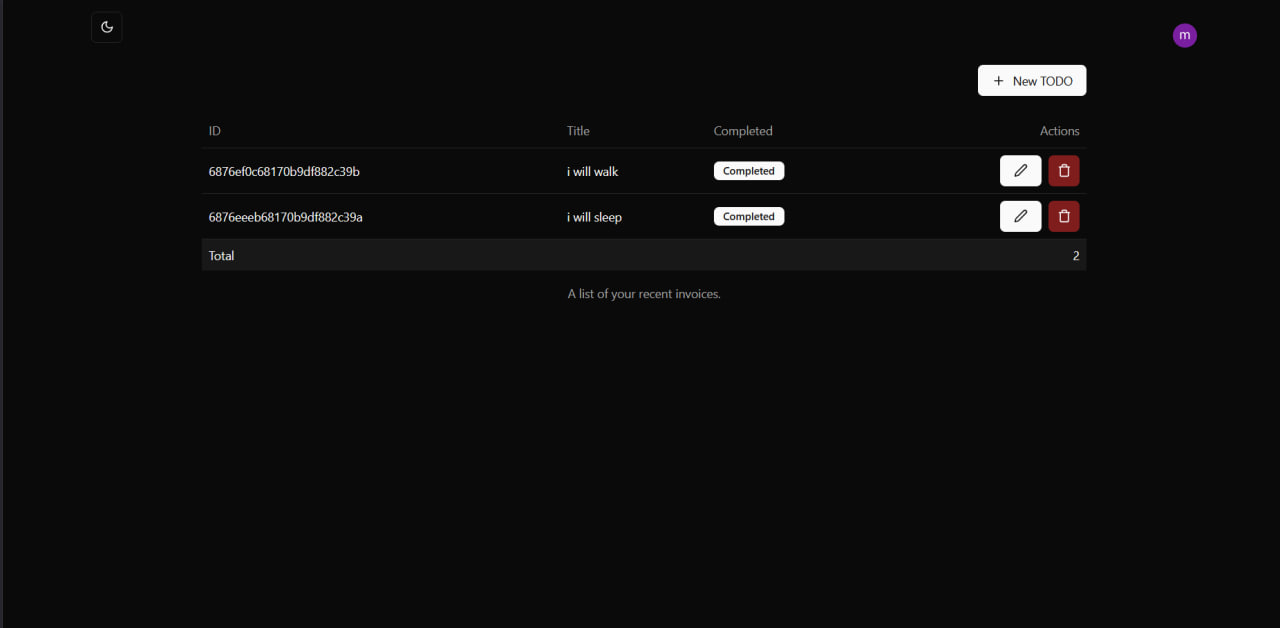 m
+ New TODO
ID Title Completed Actions
6876ef0c68170b9df882c39b i will walk Completed
6876eeeb68170b9df882c39a i will sleep Completed
Total 2
A list of your recent invoices.